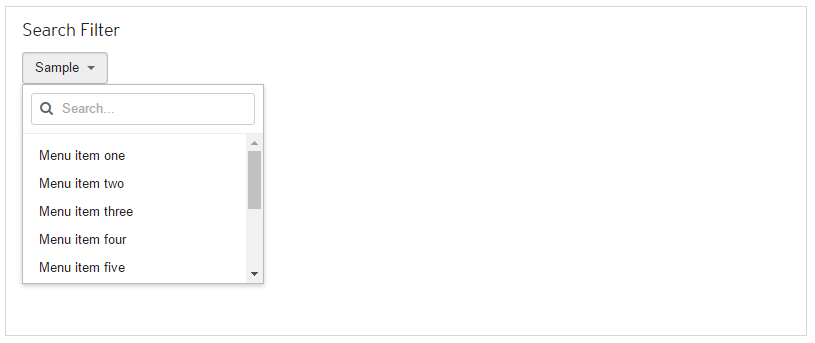 Search Filter
Sample
Search...
Menu item one
Menu item two
Menu item three
Menu item four
Menu item five